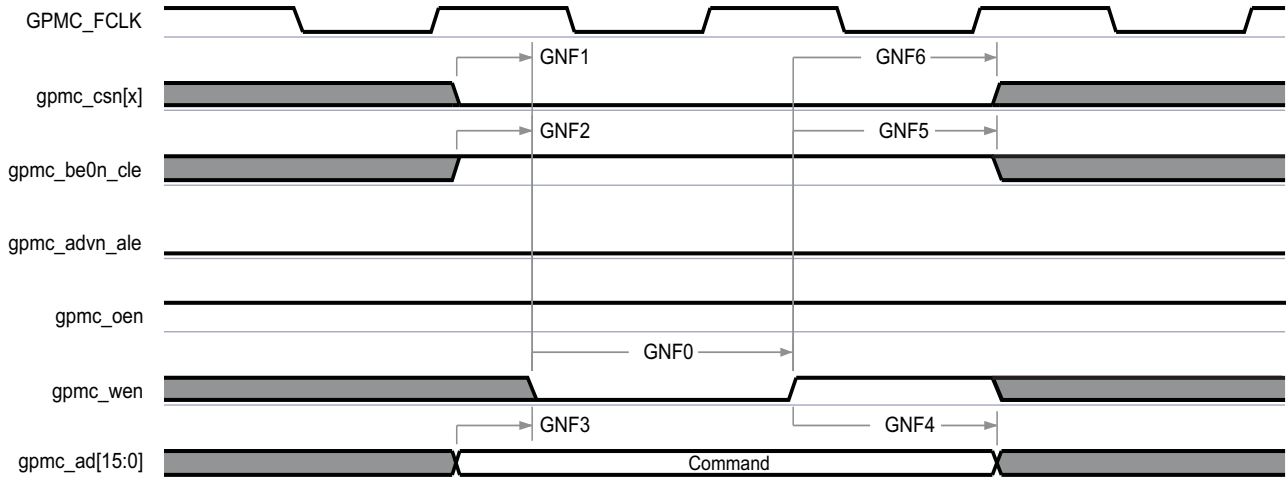 GPMC_FCLK
GNF1
GNF6
gpmc_csn[x]
GNF2
GNF5
gpmc_be0n_cle
gpmc_advn_ale
gpmc_oen
GNF0
gpmc_wen
GNF3
GNF4
gpmc_ad[15:0]
Command